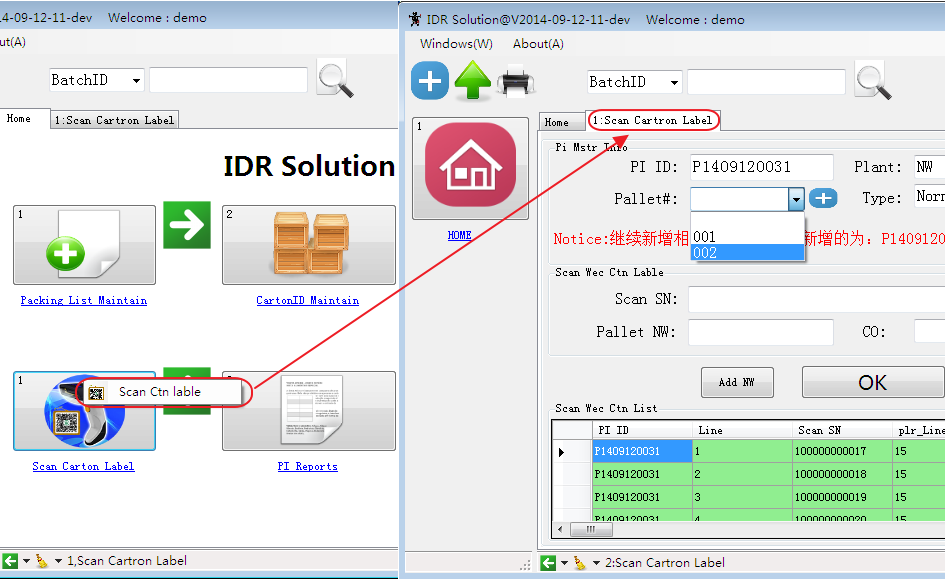 4-09-12-11-dev Welcome : demo
ut(A)
BatchID
Home
1:Scan Cartron Label
IDR Solution
1
2
Packing List Maintain
CartonID Maintain
1
Scan Ctn lable
Scan Carton Label
PI Reports
1,Scan Cartron Label
IDR Solution@V2014-09-12-11-dev Welcome : demo
Windows(W) About(A)
BatchID
1
HOME
Home
1:Scan Cartron Label
Pi Mstr Info
PI ID: P1409120031 Plant: NW
Pallet#: Type: Norm
Notice:继续新增相 新增的为: P140912
001
002
Scan Wec Ctn Lable
Scan SN:
Pallet NW: CO:
Add NW
OK
Scan Wec Ctn List
PI ID Line Scan SN plr_Line
P1409120031 1 100000000017 15
P1409120031 2 100000000018 15
P1409120031 3 100000000019 15
P1409120031 4 100000000020 15
2:Scan Cartron Label